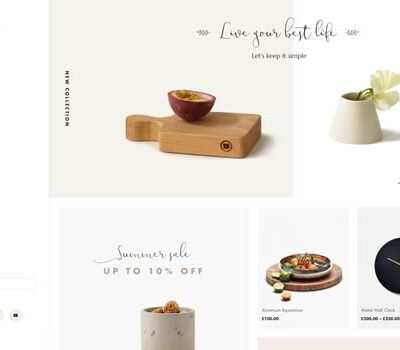 Live your best life
Let's keep it simple
NEW COLLECTION
Summer sale
UP TO 10% OFF
Aluminum Equestrian
£100.00
Metal Wall Clock
£200.00 – £250.00